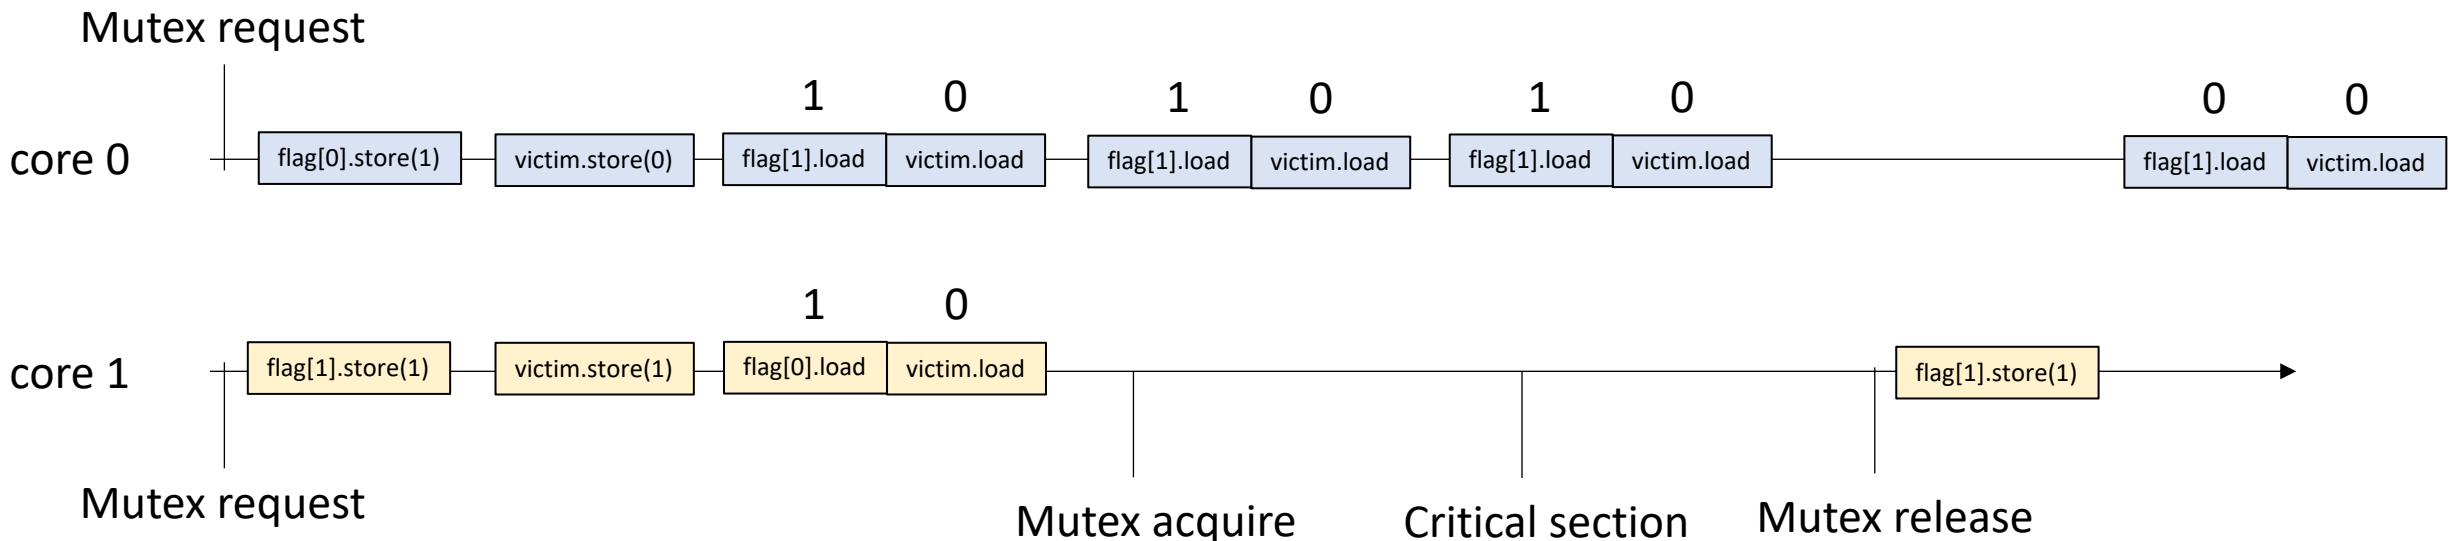 Mutex request
1 0 1 0 1 0 0 0
core 0 flag[0].store(1) victim.store(0) flag[1].load victim.load flag[1].load victim.load flag[1].load victim.load flag[1].load victim.load
1 0
core 1 flag[1].store(1) victim.store(1) flag[0].load victim.load flag[1].store(1)
Mutex request Mutex acquire Critical section Mutex release